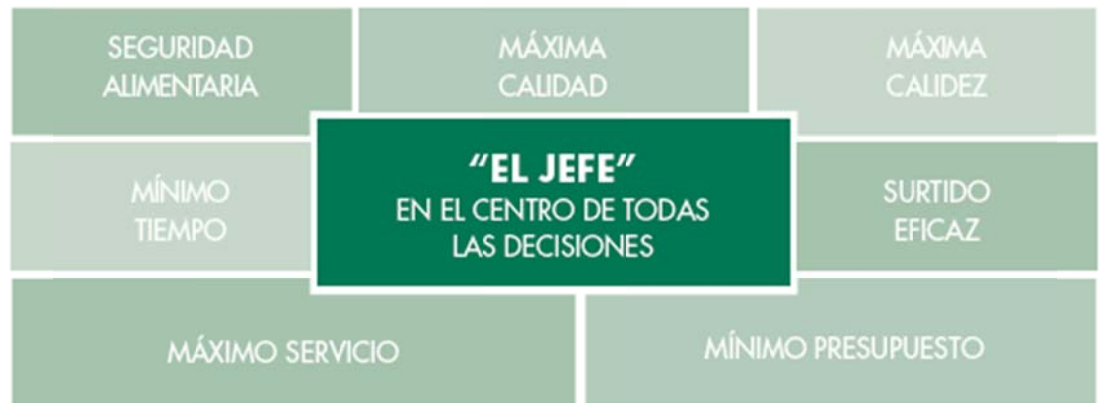 SEGURIDAD
ALIMENTARIA
MÁXIMA
CALIDAD
MÁXIMA
CALIDEZ
MÍNIMO
TIEMPO
"EL JEFE"
EN EL CENTRO DE TODAS
LAS DECISIONES
SURTIDO
EFICAZ
MÁXIMO SERVICIO
MÍNIMO PRESUPUESTO